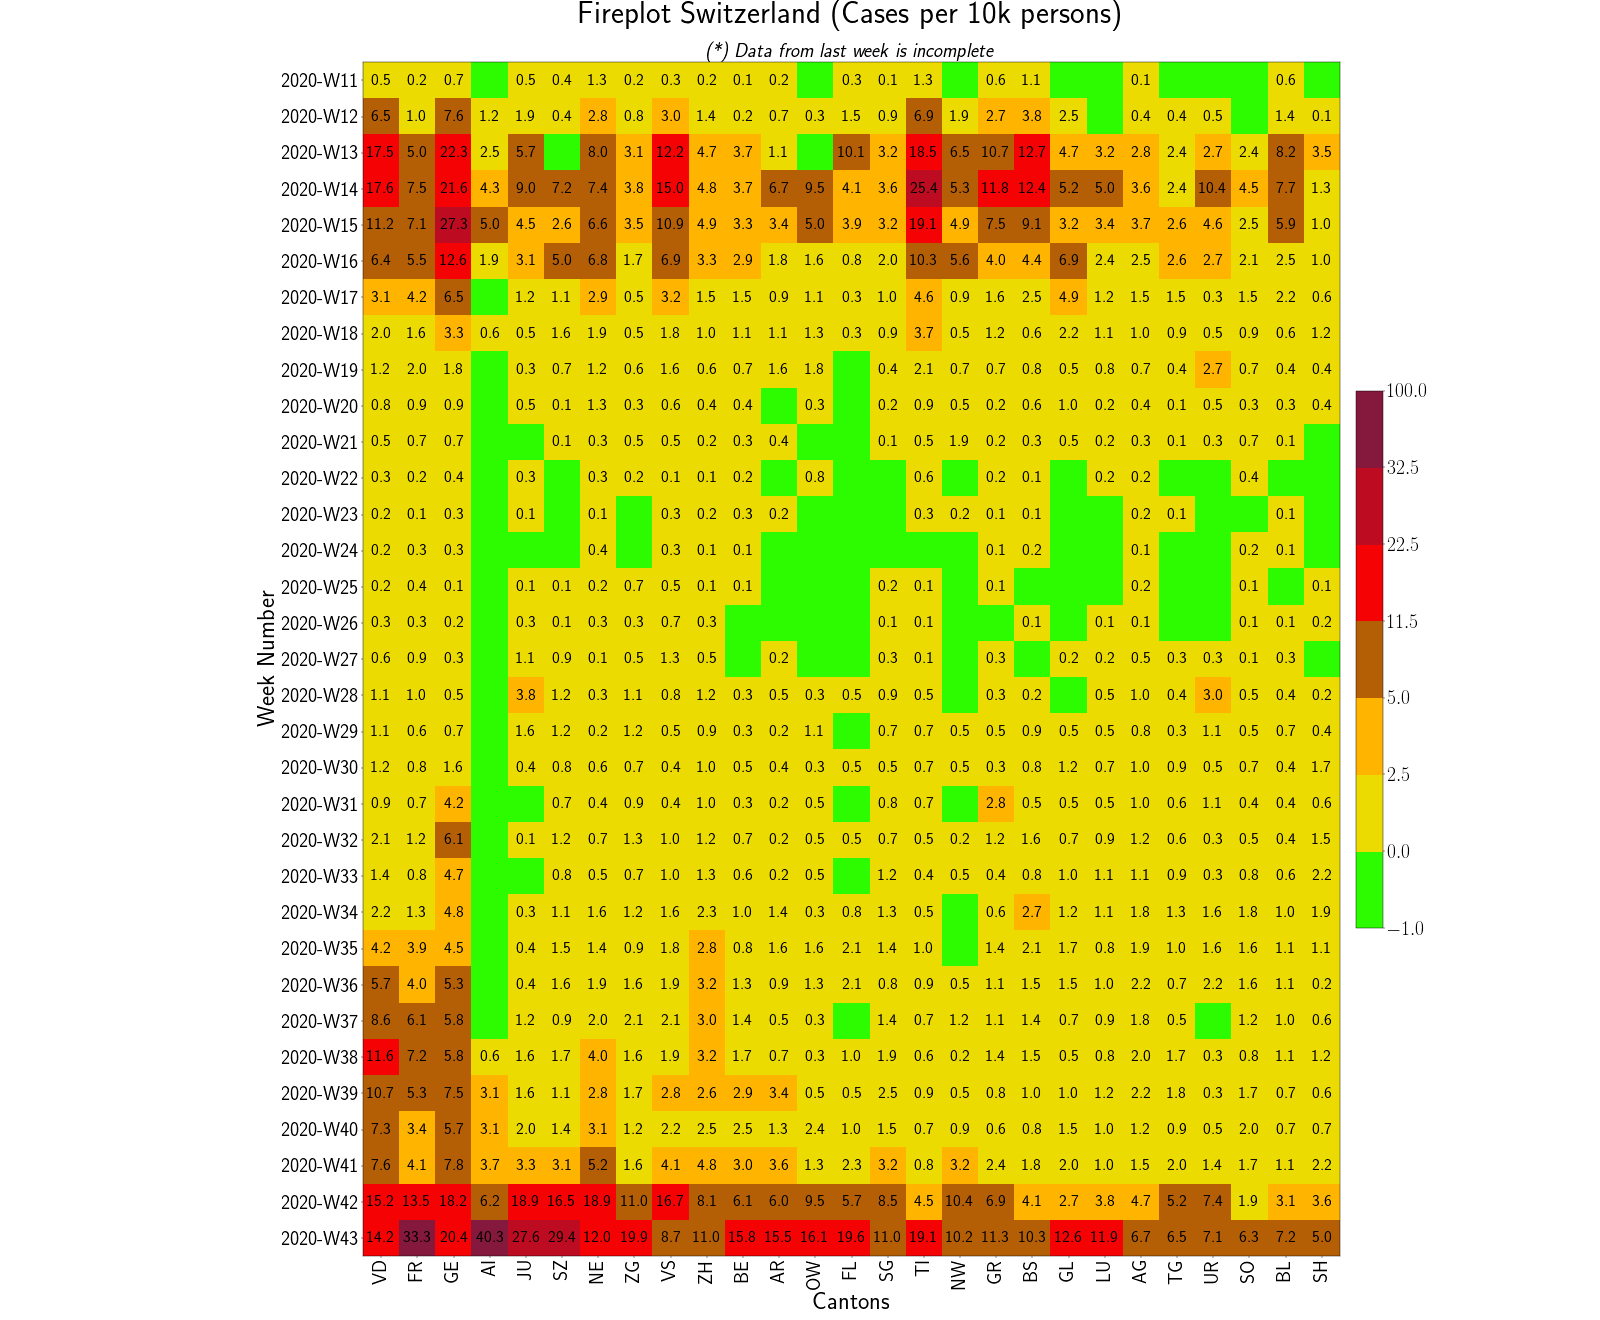 Fireplot Switzerland (Cases per 10k persons)
(*) Data from last week is incomplete
2020-W11 0.5 0.2 0.7 0.5 0.4 1.3 0.2 0.3 0.2 0.1 0.2 0.3 0.1 1.3 0.6 1.1 0.1 0.6
2020-W12 6.5 1.0 7.6 1.2 1.9 0.4 2.8 0.8 3.0 1.4 0.2 0.7 0.3 1.5 0.9 6.9 1.9 2.7 3.8 2.5 0.4 0.4 0.5 1.4 0.1
2020-W13 17.5 5.0 22.3 2.5 5.7 8.0 3.1 12.2 4.7 3.7 1.1 10.1 3.2 18.5 6.5 10.7 12.7 4.7 3.2 2.8 2.4 2.7 2.4 8.2 3.5
2020-W14 17.6 7.5 21.6 4.3 9.0 7.2 7.4 3.8 15.0 4.8 3.7 6.7 9.5 4.1 3.6 25.4 5.3 11.8 12.4 5.2 5.0 3.6 2.4 10.4 4.5 7.7 1.3
2020-W15 11.2 7.1 27.3 5.0 4.5 2.6 6.6 3.5 10.9 4.9 3.3 3.4 5.0 3.9 3.2 19.1 4.9 7.5 9.1 3.2 3.4 3.7 2.6 4.6 2.5 5.9 1.0
2020-W16 6.4 5.5 12.6 1.9 3.1 5.0 6.8 1.7 6.9 3.3 2.9 1.8 1.6 0.8 2.0 10.3 5.6 4.0 4.4 6.9 2.4 2.5 2.6 2.7 2.1 2.5 1.0
2020-W17 3.1 4.2 6.5 1.2 1.1 2.9 0.5 3.2 1.5 1.5 0.9 1.1 0.3 1.0 4.6 0.9 1.6 2.5 4.9 1.2 1.5 1.5 0.3 1.5 2.2 0.6
2020-W18 2.0 1.6 3.3 0.6 0.5 1.6 1.9 0.5 1.8 1.0 1.1 1.1 1.3 0.3 0.9 3.7 0.5 1.2 0.6 2.2 1.1 1.0 0.9 0.5 0.9 0.6 1.2
2020-W19 1.2 2.0 1.8 0.3 0.7 1.2 0.6 1.6 0.6 0.7 1.6 1.8 0.4 2.1 0.7 0.7 0.8 0.5 0.8 0.7 0.4 2.7 0.7 0.4 0.4
2020-W20 0.8 0.9 0.9 0.5 0.1 1.3 0.3 0.6 0.4 0.4 0.3 0.2 0.9 0.5 0.2 0.6 1.0 0.2 0.4 0.1 0.5 0.3 0.3 0.4
2020-W21 0.5 0.7 0.7 0.1 0.3 0.5 0.5 0.2 0.3 0.4 0.1 0.5 1.9 0.2 0.3 0.5 0.2 0.3 0.1 0.3 0.7 0.1
2020-W22 0.3 0.2 0.4 0.3 0.3 0.2 0.1 0.1 0.2 0.8 0.6 0.2 0.1 0.2 0.2 0.4
2020-W23 0.2 0.1 0.3 0.1 0.1 0.3 0.2 0.3 0.2 0.3 0.2 0.1 0.1 0.2 0.1 0.1
2020-W24 0.2 0.3 0.3 0.4 0.3 0.1 0.1 0.1 0.2 0.1 0.2 0.1
2020-W25 0.2 0.4 0.1 0.1 0.1 0.2 0.7 0.5 0.1 0.1 0.2 0.1 0.1 0.2 0.1 0.1
2020-W26 0.3 0.3 0.2 0.3 0.1 0.3 0.3 0.7 0.3 0.1 0.1 0.1 0.1 0.1 0.1 0.1 0.2
2020-W27 0.6 0.9 0.3 1.1 0.9 0.1 0.5 1.3 0.5 0.2 0.3 0.1 0.3 0.2 0.2 0.5 0.3 0.3 0.1 0.3
2020-W28 1.1 1.0 0.5 3.8 1.2 0.3 1.1 0.8 1.2 0.3 0.5 0.3 0.5 0.9 0.5 0.3 0.2 0.5 1.0 0.4 3.0 0.5 0.4 0.2
2020-W29 1.1 0.6 0.7 1.6 1.2 0.2 1.2 0.5 0.9 0.3 0.2 1.1 0.7 0.7 0.5 0.5 0.9 0.5 0.5 0.8 0.3 1.1 0.5 0.7 0.4
2020-W30 1.2 0.8 1.6 0.4 0.8 0.6 0.7 0.4 1.0 0.5 0.4 0.3 0.5 0.5 0.7 0.5 0.3 0.8 1.2 0.7 1.0 0.9 0.5 0.7 0.4 1.7
2020-W31 0.9 0.7 4.2 0.7 0.4 0.9 0.4 1.0 0.3 0.2 0.5 0.8 0.7 2.8 0.5 0.5 0.5 1.0 0.6 1.1 0.4 0.4 0.6
2020-W32 2.1 1.2 6.1 0.1 1.2 0.7 1.3 1.0 1.2 0.7 0.2 0.5 0.5 0.7 0.5 0.2 1.2 1.6 0.7 0.9 1.2 0.6 0.3 0.5 0.4 1.5
2020-W33 1.4 0.8 4.7 0.8 0.5 0.7 1.0 1.3 0.6 0.2 0.5 1.2 0.4 0.5 0.4 0.8 1.0 1.1 1.1 0.9 0.3 0.8 0.6 2.2
2020-W34 2.2 1.3 4.8 0.3 1.1 1.6 1.2 1.6 2.3 1.0 1.4 0.3 0.8 1.3 0.5 0.6 2.7 1.2 1.1 1.8 1.3 1.6 1.8 1.0 1.9
2020-W35 4.2 3.9 4.5 0.4 1.5 1.4 0.9 1.8 2.8 0.8 1.6 1.6 2.1 1.4 1.0 1.4 2.1 1.7 0.8 1.9 1.0 1.6 1.6 1.1 1.1
2020-W36 5.7 4.0 5.3 0.4 1.6 1.9 1.6 1.9 3.2 1.3 0.9 1.3 2.1 0.8 0.9 0.5 1.1 1.5 1.5 1.0 2.2 0.7 2.2 1.6 1.1 0.2
2020-W37 8.6 6.1 5.8 1.2 0.9 2.0 2.1 2.1 3.0 1.4 0.5 0.3 1.4 0.7 1.2 1.1 1.4 0.7 0.9 1.8 0.5 1.2 1.0 0.6
2020-W38 11.6 7.2 5.8 0.6 1.6 1.7 4.0 1.6 1.9 3.2 1.7 0.7 0.3 1.0 1.9 0.6 0.2 1.4 1.5 0.5 0.8 2.0 1.7 0.3 0.8 1.1 1.2
2020-W39 10.7 5.3 7.5 3.1 1.6 1.1 2.8 1.7 2.8 2.6 2.9 3.4 0.5 0.5 2.5 0.9 0.5 0.8 1.0 1.0 1.2 2.2 1.8 0.3 1.7 0.7 0.6
2020-W40 7.3 3.4 5.7 3.1 2.0 1.4 3.1 1.2 2.2 2.5 2.5 1.3 2.4 1.0 1.5 0.7 0.9 0.6 0.8 1.5 1.0 1.2 0.9 0.5 2.0 0.7 0.7
2020-W41 7.6 4.1 7.8 3.7 3.3 3.1 5.2 1.6 4.1 4.8 3.0 3.6 1.3 2.3 3.2 0.8 3.2 2.4 1.8 2.0 1.0 1.5 2.0 1.4 1.7 1.1 2.2
2020-W42 15.2 13.5 18.2 6.2 18.9 16.5 18.9 11.0 16.7 8.1 6.1 6.0 9.5 5.7 8.5 4.5 10.4 6.9 4.1 2.7 3.8 4.7 5.2 7.4 1.9 3.1 3.6
2020-W43 14.2 33.3 20.4 40.3 27.6 29.4 12.0 19.9 8.7 11.0 15.8 15.5 16.1 19.6 11.0 19.1 10.2 11.3 10.3 12.6 11.9 6.7 6.5 7.1 6.3 7.2 5.0
VD FR GE AI JU SZ NE ZG VS ZH BE AR OW FL SG TI NW GR BS GL LU AG TG UR SO BL SH
Cantons
Week Number
100.0
32.5
22.5
11.5
5.0
2.5
0.0
−1.0